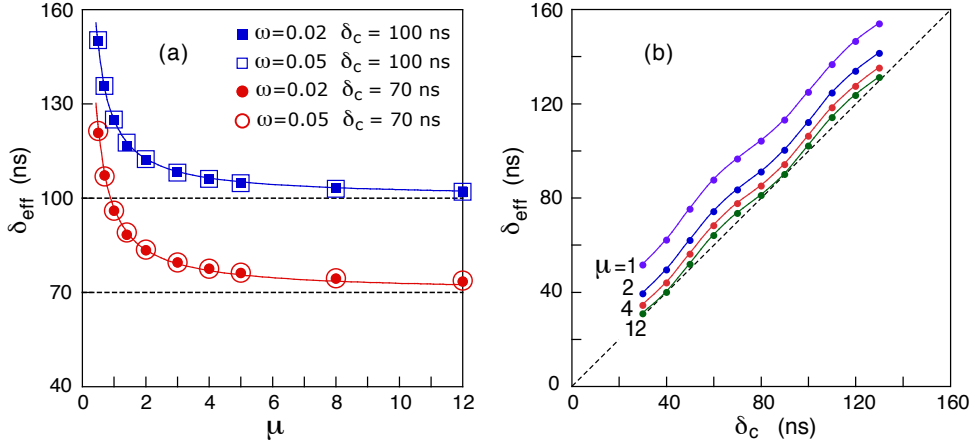 160
130
100
70
40
0
2
4
6
8
10
12
μ
δeff (ns)
(a)
ω=0.02 δc = 100 ns
ω=0.05 δc = 100 ns
ω=0.02 δc = 70 ns
ω=0.05 δc = 70 ns
160
120
80
40
0
0
40
80
120
160
δc (ns)
δeff (ns)
(b)
μ=1
2
4
12